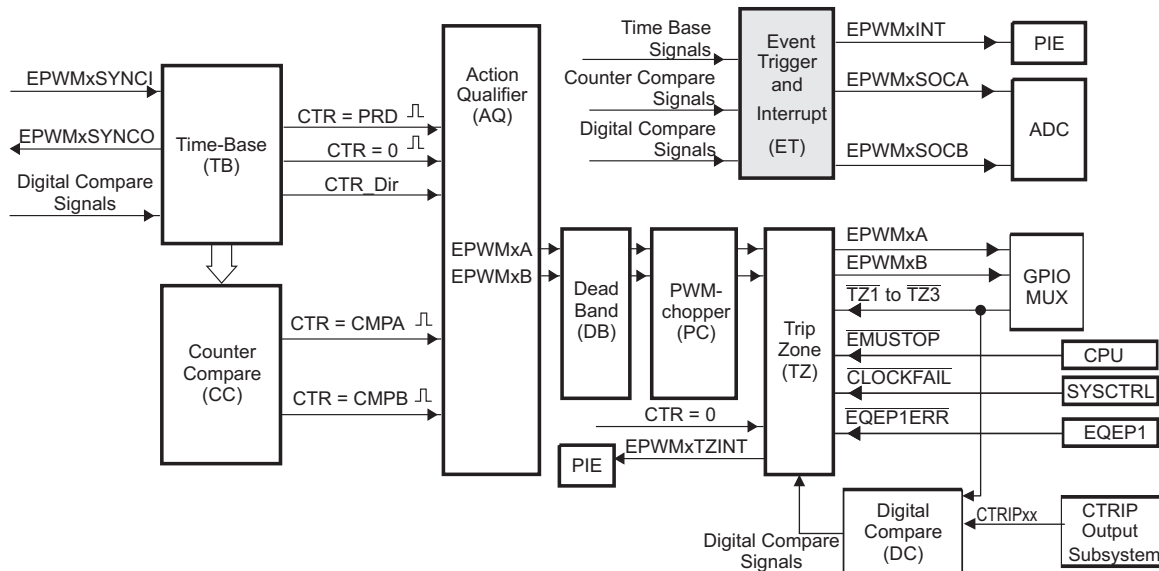 EPWMxSYNCI
EPWMxSYNCO
Digital Compare
Signals
Time-Base
(TB)
CTR = PRD
CTR = 0
CTR_Dir
Counter
Compare
(CC)
CTR = CMPA
CTR = CMPB
Action
Qualifier
(AQ)
EPWMxA
EPWMxB
Time Base
Signals
Counter Compare
Signals
Digital Compare
Signals
Event
Trigger
and
Interrupt
(ET)
EPWMxINT
EPWMxSOCA
EPWMxSOCB
PIE
ADC
Dead
Band
(DB)
PWM-
chopper
(PC)
Trip
Zone
(TZ)
CTR = 0
EPWMxTZINT
PIE
EPWMxA
EPWMxB
TZ1 to TZ3
EMUSTOP
CLOCKFAIL
EQEP1ERR
GPIO
MUX
CPU
SYSCTRL
EQEP1
Digital Compare
Signals
Digital
Compare
(DC)
CTRIPxx
CTRIP
Output
Subsystem